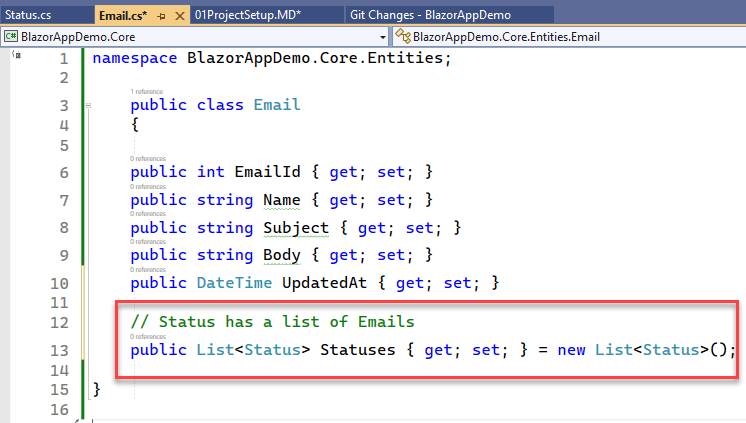 Status.cs Email.cs* 01ProjectSetup.MD* Git Changes - BlazorAppDemo
BlazorAppDemo.Core BlazorAppDemo.Core.Entities.Email
1 namespace BlazorAppDemo.Core.Entities;
2
1 reference
3 public class Email
4 {
5
0 references
6 public int EmailId { get; set; }
0 references
7 public string Name { get; set; }
0 references
8 public string Subject { get; set; }
0 references
9 public string Body { get; set; }
0 references
10 public DateTime UpdatedAt { get; set; }
11
12 // Status has a list of Emails
0 references
13 public List<Status> Statuses { get; set; } = new List<Status>();
14
15 }
16